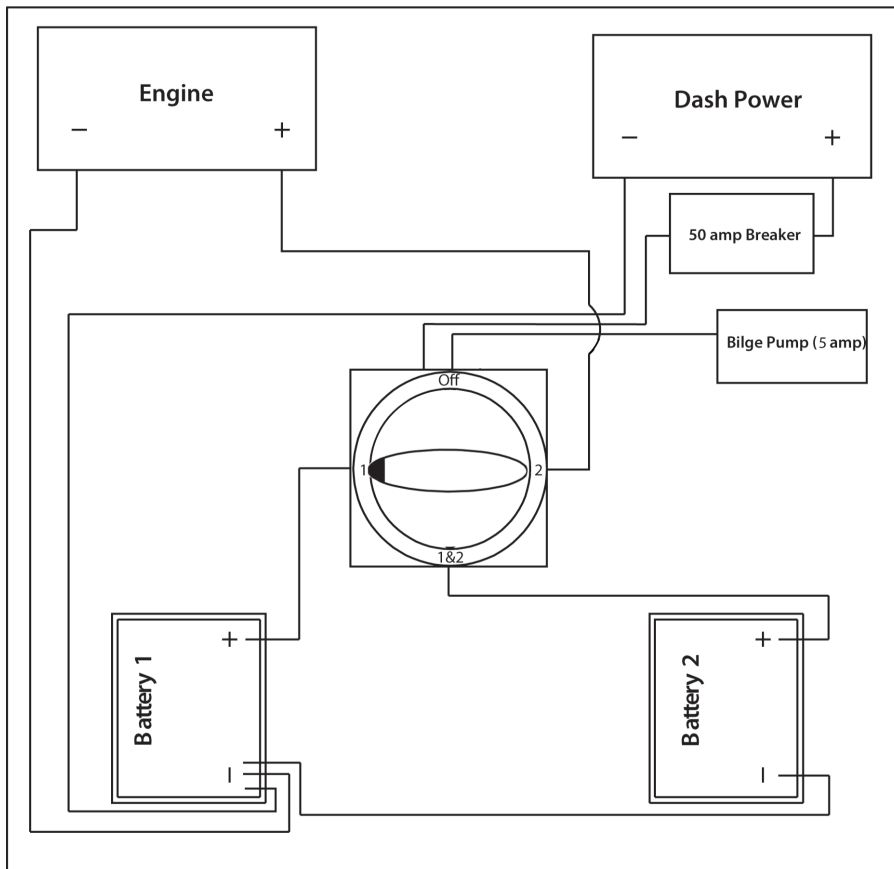 Engine
− +
Dash Power
− +
50 amp Breaker
Bilge Pump (5 amp)
Off
1
2
1&2
Battery 1
+
−
Battery 2
+
−